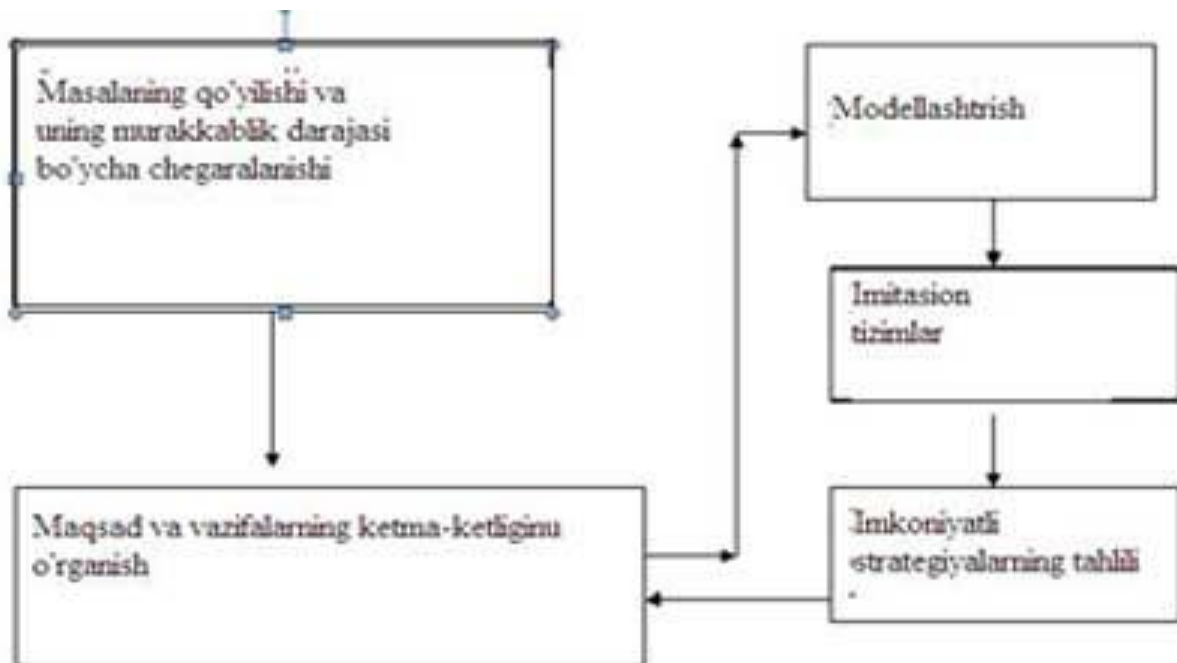 Masalaning qo'yilishi va
uning murakkablik darajasi
bo'ycha chegaralanishi
Maqsad va vazifalarning ketma-ketliginu
o'rganish
Modellashtrish
Imitasion
tizimlar
Imkoniyatli
strategiyalarning tahlili